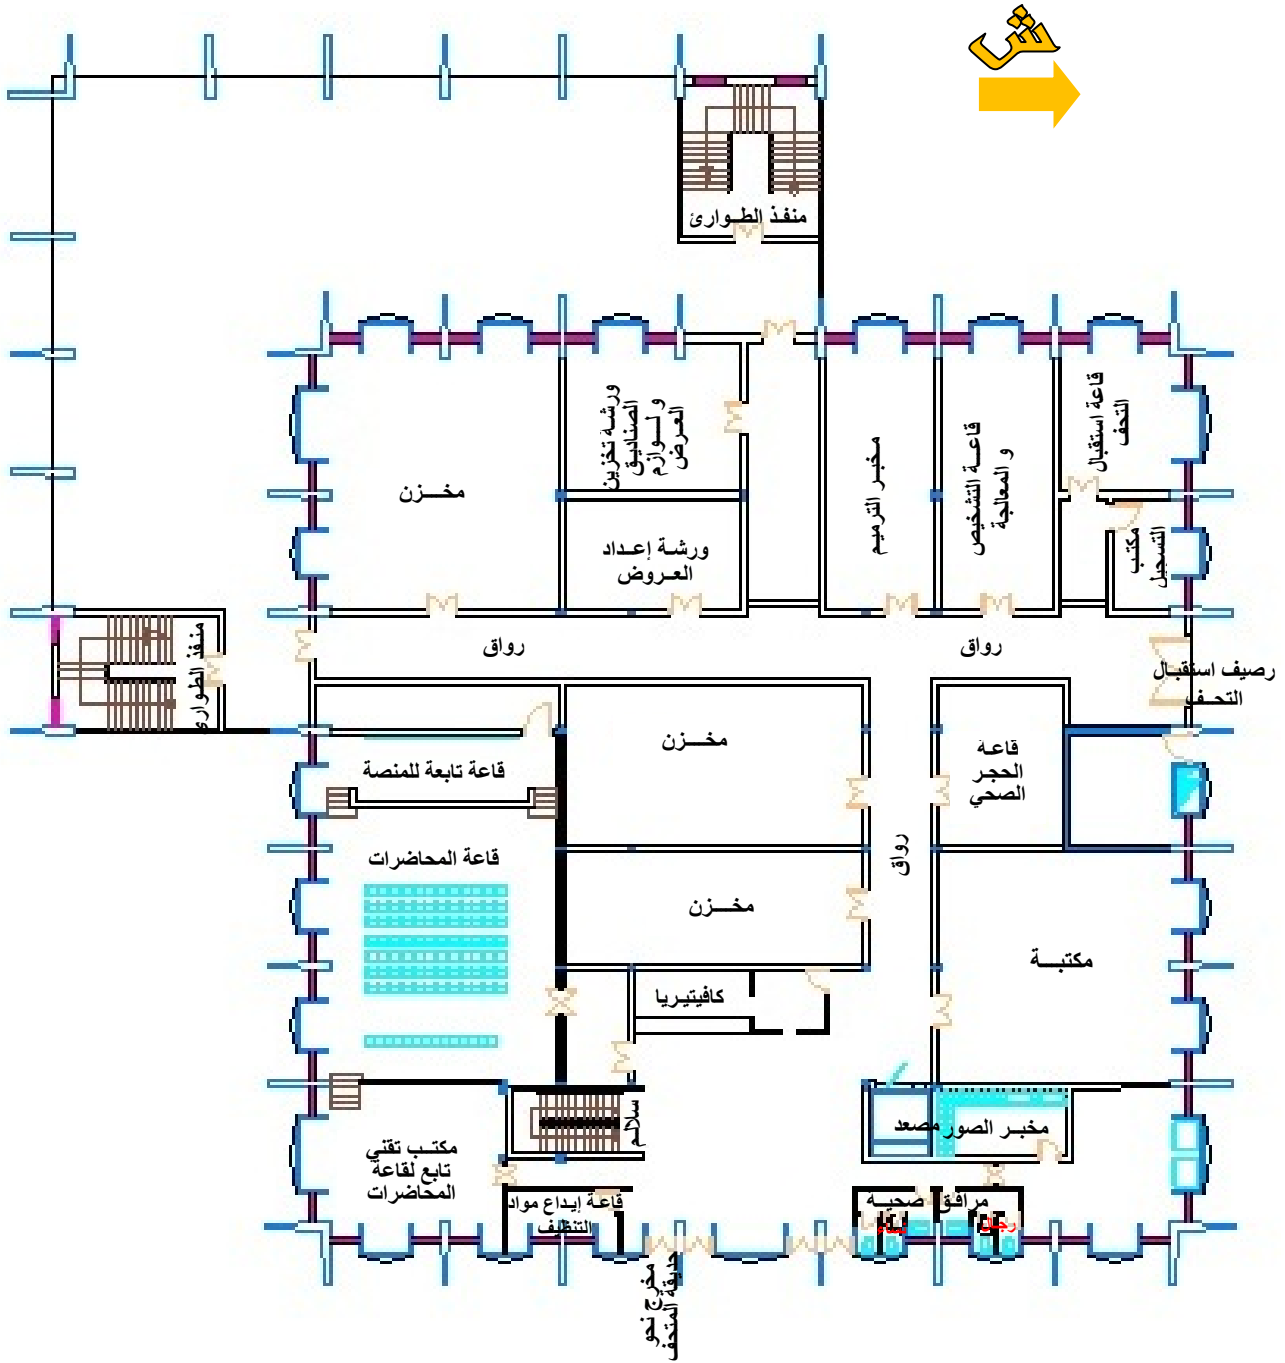 ش
منفذ الطوارئ
ورشة تخزين
الصناديق
و لوازم
العرض
مخزن
ورشة إعداد
العروض
مخبر الترميم
قاعة التشخيص
و المعالجة
قاعة استقبال
التحف
مكتب
التسجيل
منفذ الطوارئ
رواق
رواق
رصيف استقبال
التحف
قاعة تابعة للمنصة
مخزن
قاعة
الحجر
الصحي
قاعة المحاضرات
رواق
مخزن
مكتبة
كافيتيريا
سلالم
مصعد
مخبر الصور
مكتب تقني
تابع لقاعة
المحاضرات
قاعة إيداع مواد
التنظيف
مرافق صحية
نساء
رجال
مخرج نحو
حديقة المتحف